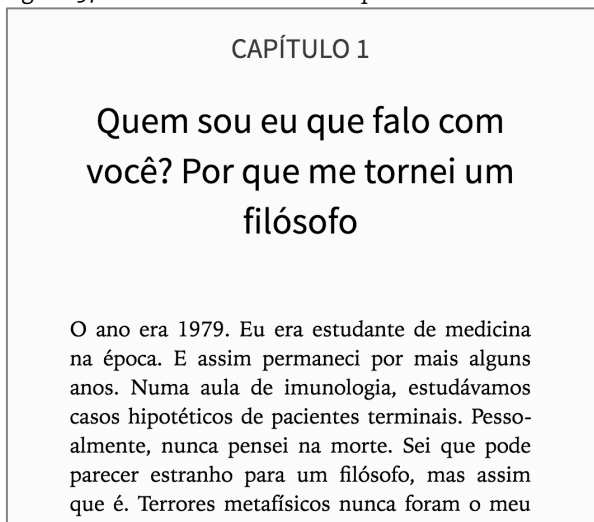 CAPÍTULO 1
Quem sou eu que falo com
você? Por que me tornei um
filósofo
O ano era 1979. Eu era estudante de medicina
na época. E assim permaneci por mais alguns
anos. Numa aula de imunologia, estudávamos
casos hipotéticos de pacientes terminais. Pesso-
almente, nunca pensei na morte. Sei que pode
parecer estranho para um filósofo, mas assim
que é. Terrores metafísicos nunca foram o meu